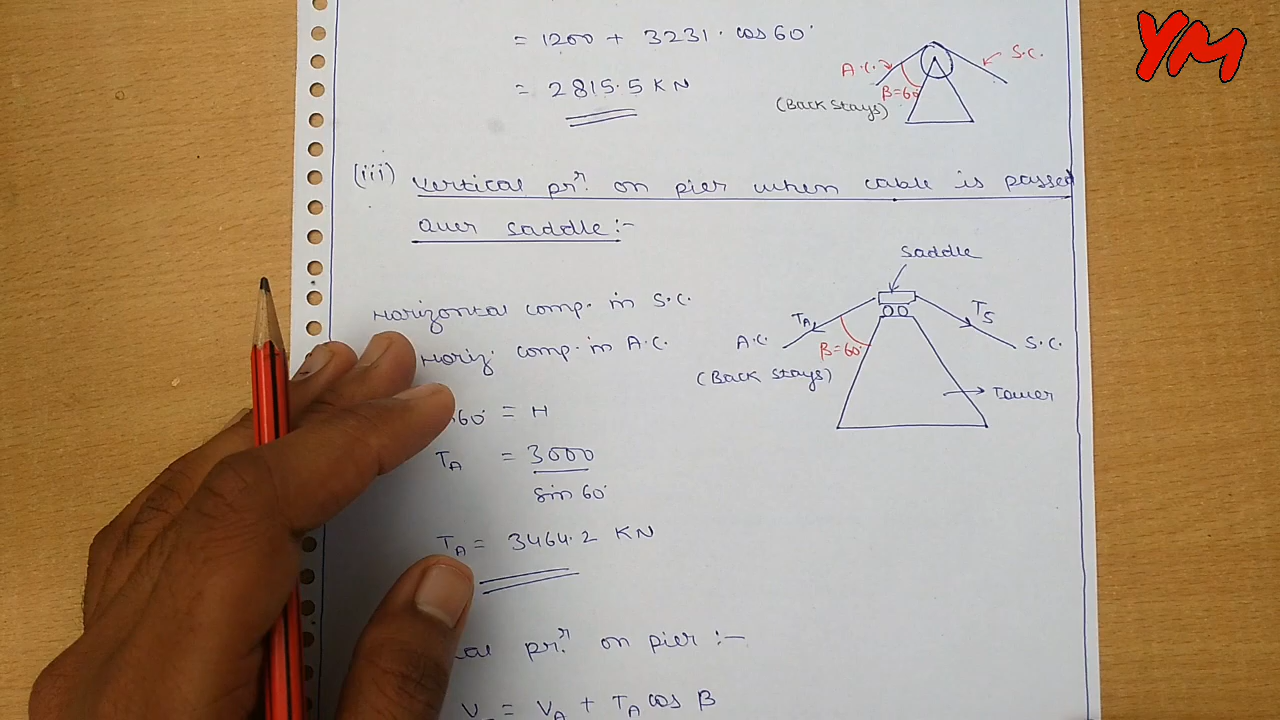 YM
= 1200 + 3231. cos 60°
= 2815.5 KN
A.C.
S.C.
β=60°
(Back Stays)
(iii) Vertical prn. on pier when cable is passed
over saddle:-
Saddle
Horizontal comp. in S.C.
TA
TS
Horiz. comp. in A.C.
A.C.
β=60°
S.C.
(Back Stays)
60° = H
Tower
TA = 3000
sin 60°
TA = 3464.2 KN
prn. on pier :-
V = VA + TA cos β